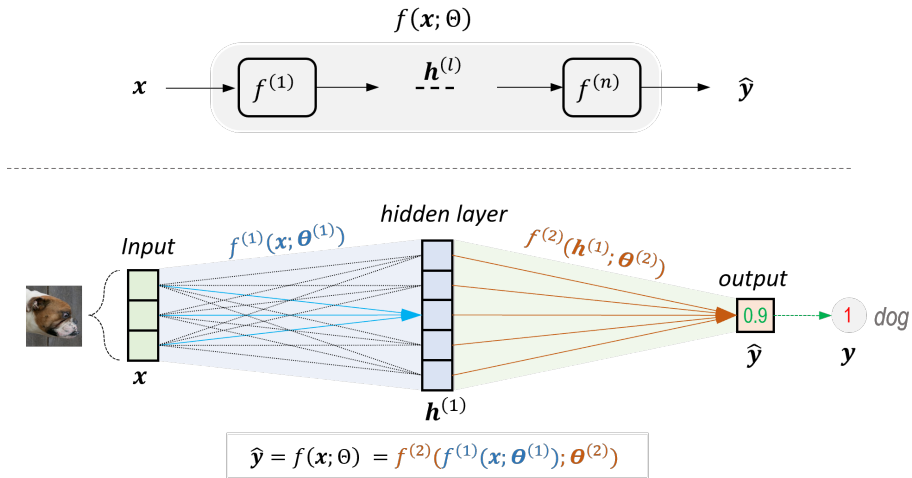 f(x; Θ)
x f⁽¹⁾ h⁽ˡ⁾ f⁽ⁿ⁾ ŷ
hidden layer
Input f⁽¹⁾(x; θ⁽¹⁾) f⁽²⁾(h⁽¹⁾; θ⁽²⁾)
output
0.9 1 dog
x ŷ y
h⁽¹⁾
ŷ = f(x; Θ) = f⁽²⁾(f⁽¹⁾(x; θ⁽¹⁾); θ⁽²⁾)